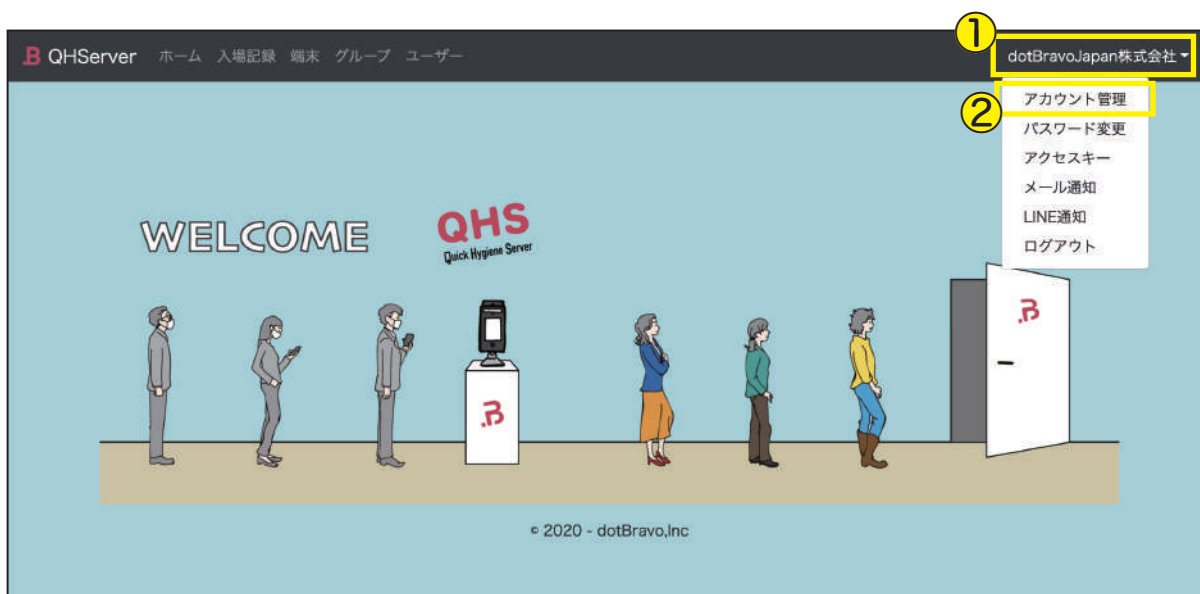 ①
.B QHServer ホーム 入場記録 端末 グループ ユーザー dotBravoJapan株式会社
② アカウント管理
パスワード変更
アクセスキー
メール通知
LINE通知
ログアウト
WELCOME
QHS
Quick Hygiene Server
.B
.B
© 2020 - dotBravo,Inc